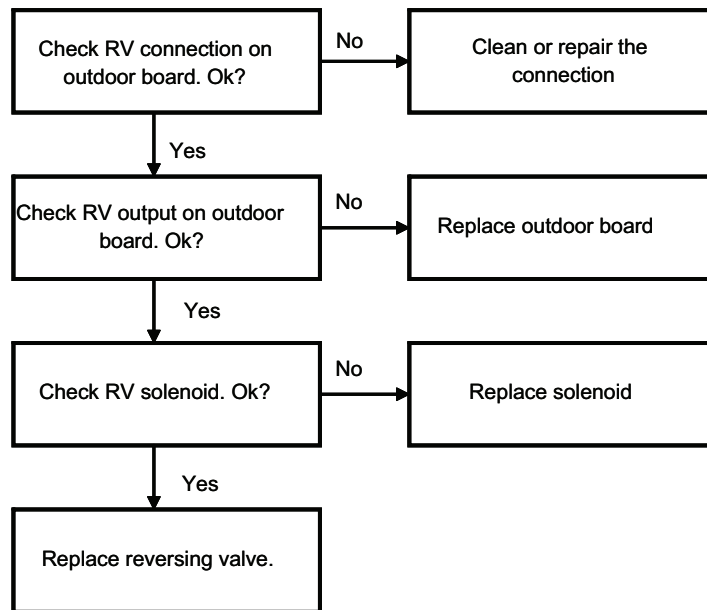 Check RV connection on
outdoor board. Ok?
No
Clean or repair the
connection
Yes
Check RV output on outdoor
board. Ok?
No
Replace outdoor board
Yes
Check RV solenoid. Ok?
No
Replace solenoid
Yes
Replace reversing valve.